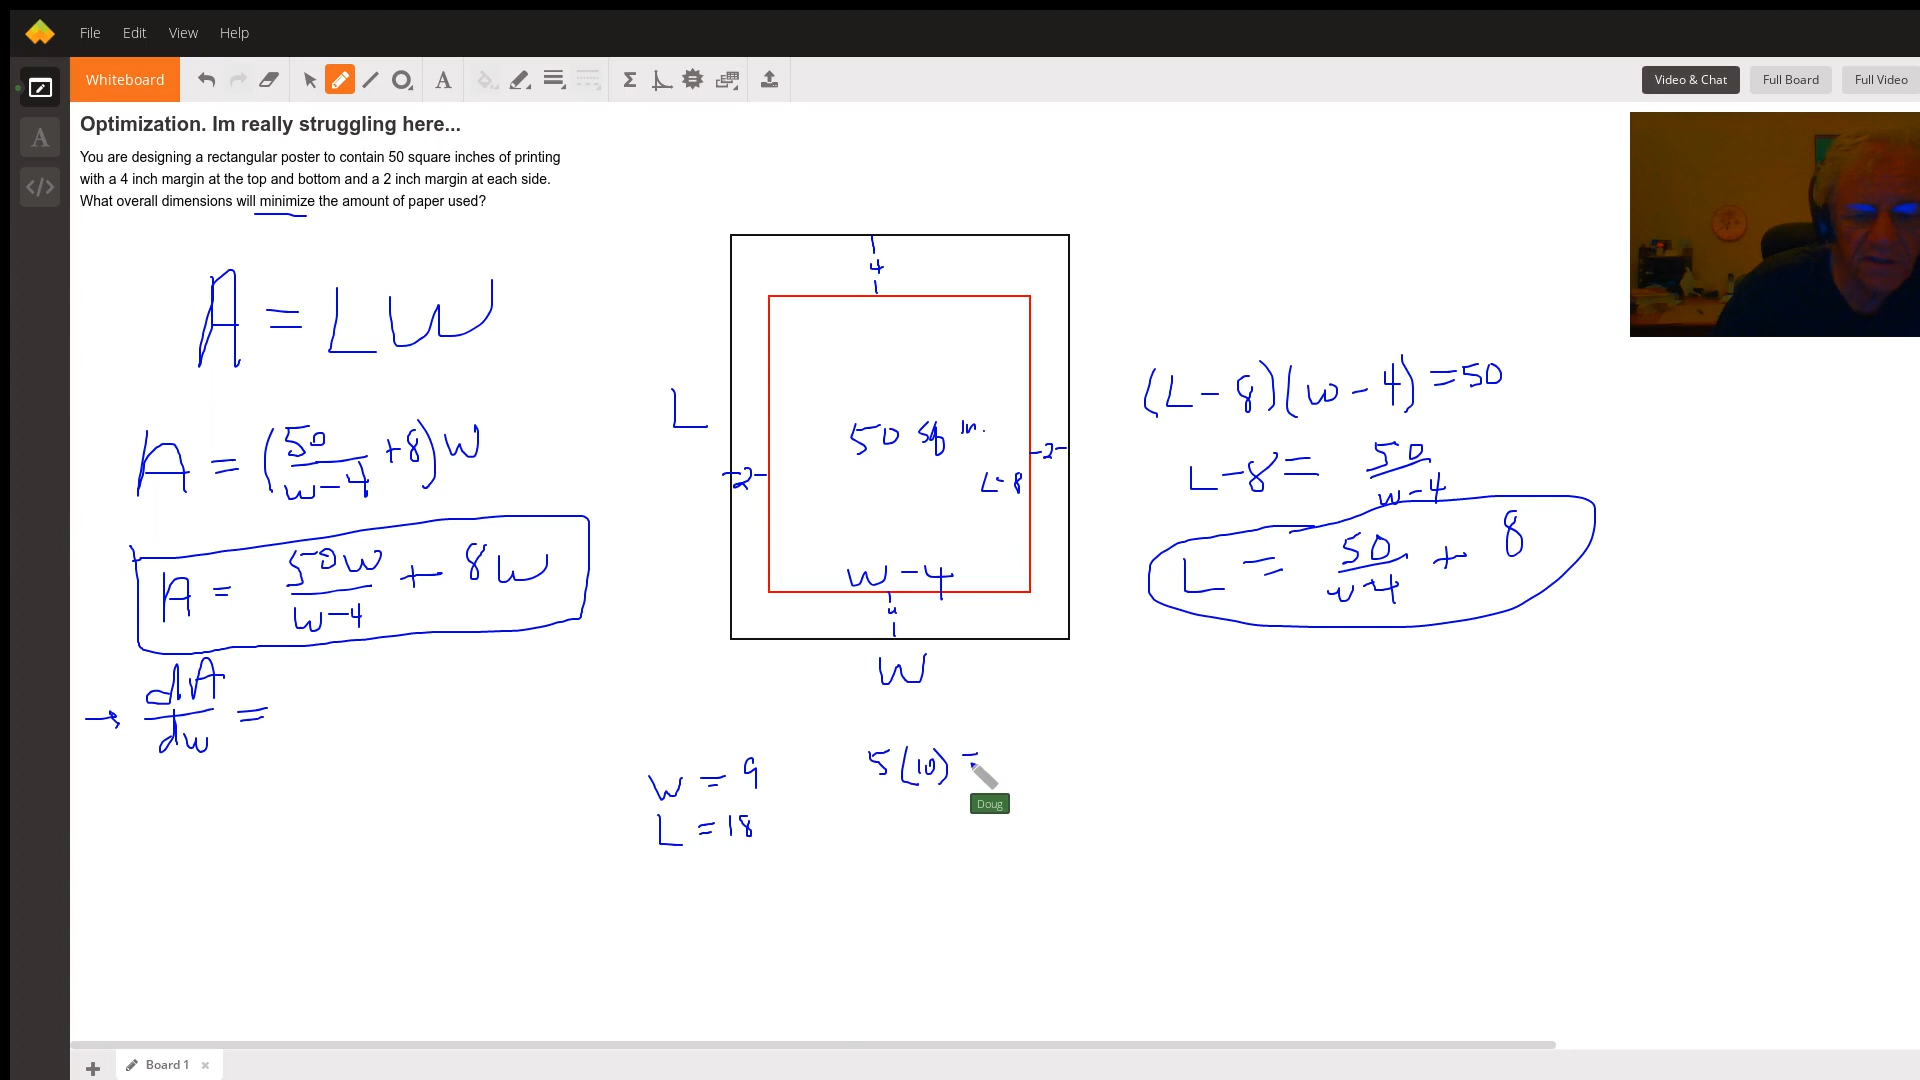 File Edit View Help
Whiteboard
Video & Chat Full Board Full Video
Optimization. Im really struggling here...
You are designing a rectangular poster to contain 50 square inches of printing
with a 4 inch margin at the top and bottom and a 2 inch margin at each side.
What overall dimensions will minimize the amount of paper used?
A = LW
A = (50/(w-4) +8)W
A = 50W/(W-4) + 8W
→ dA/dw =
4
L
50 sq in.
-2-
-2-
L-8
W-4
4
W
(L-8)(w-4)=50
L-8= 50/(w-4)
L = 50/(w-4) + 8
w = 9
L = 18
5(10) =
Doug
Board 1